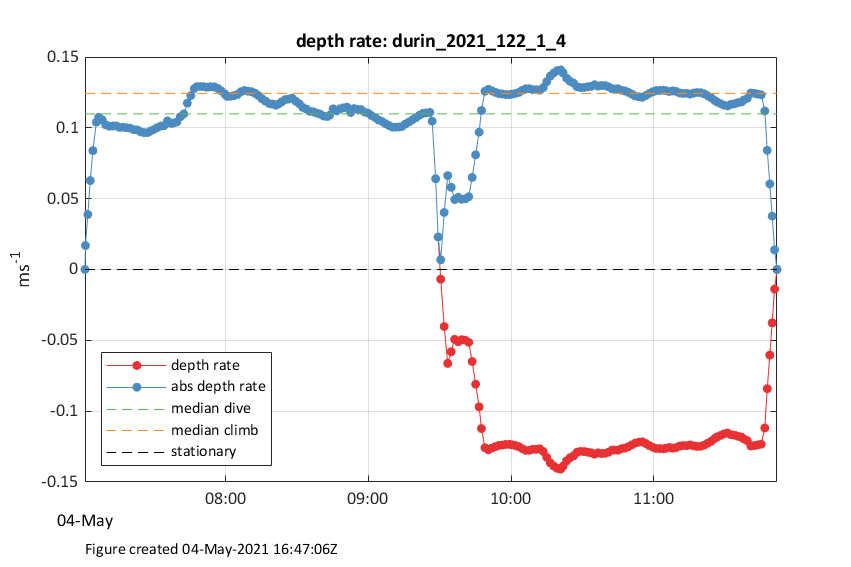 depth rate: durin_2021_122_1_4
0.15
0.1
0.05
0
-0.05
-0.1
-0.15
ms-1
depth rate
abs depth rate
median dive
median climb
stationary
08:00
09:00
10:00
11:00
04-May
Figure created 04-May-2021 16:47:06Z